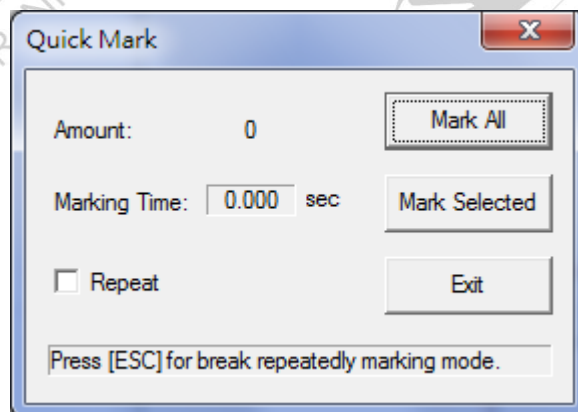 Quick Mark
Amount: 0
Mark All
Marking Time: 0.000 sec
Mark Selected
Repeat
Exit
Press [ESC] for break repeatedly marking mode.